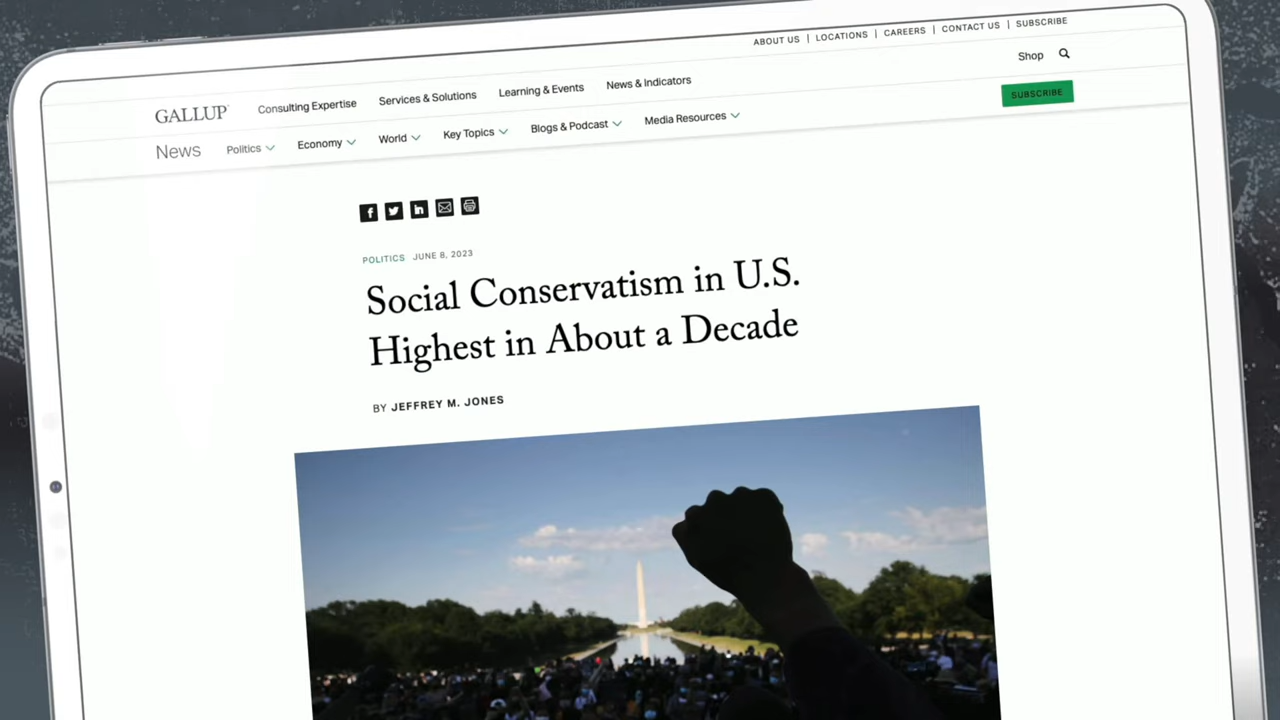 ABOUT US | LOCATIONS | CAREERS | CONTACT US | SUBSCRIBE
GALLUP Consulting Expertise Services & Solutions Learning & Events News & Indicators Shop
News Politics Economy World Key Topics Blogs & Podcast Media Resources SUBSCRIBE
POLITICS JUNE 8, 2023
Social Conservatism in U.S.
Highest in About a Decade
BY JEFFREY M. JONES